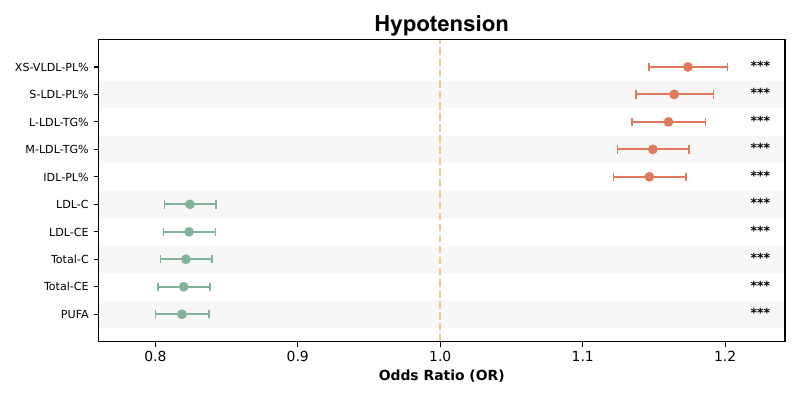 Hypotension
XS-VLDL-PL% ***
S-LDL-PL% ***
L-LDL-TG% ***
M-LDL-TG% ***
IDL-PL% ***
LDL-C ***
LDL-CE ***
Total-C ***
Total-CE ***
PUFA ***
0.8 0.9 1.0 1.1 1.2
Odds Ratio (OR)